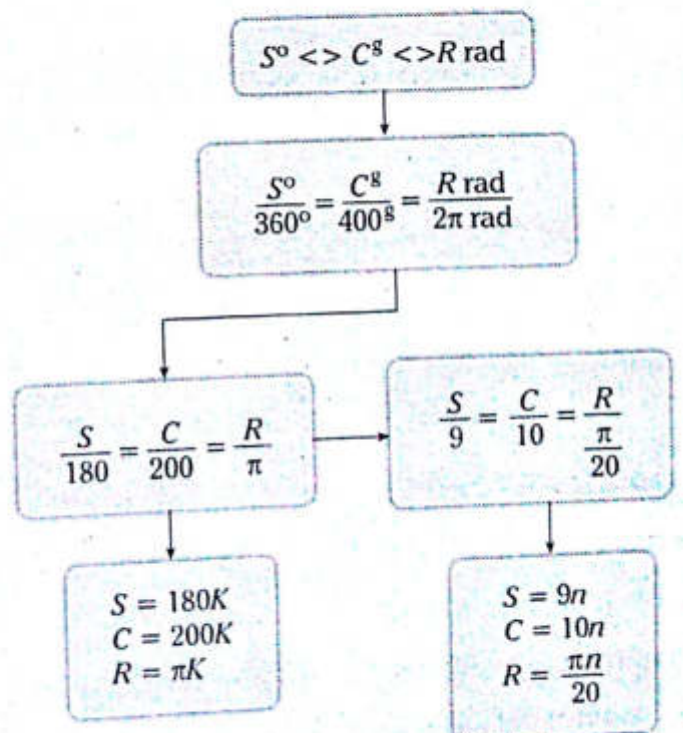 S° <> C^g <> R rad
S°/360° = C^g/400^g = R rad/2π rad
S/180 = C/200 = R/π
S/9 = C/10 = R/(π/20)
S = 180K
C = 200K
R = πK
S = 9n
C = 10n
R = πn/20